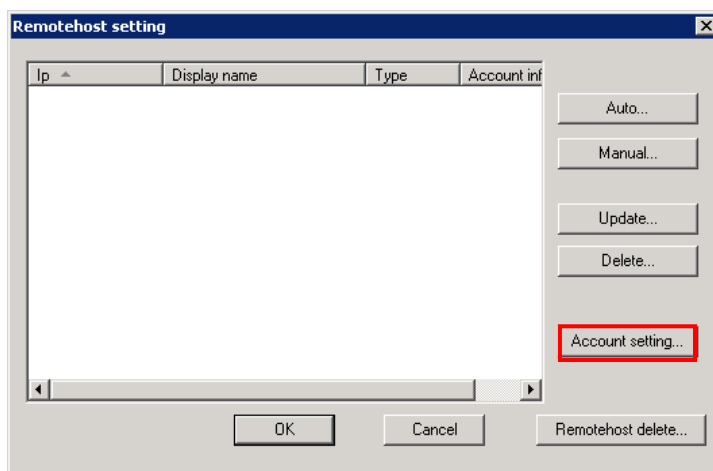 Remotehost setting
Ip Display name Type Account inf
Auto...
Manual...
Update...
Delete...
Account setting...
OK Cancel Remotehost delete...